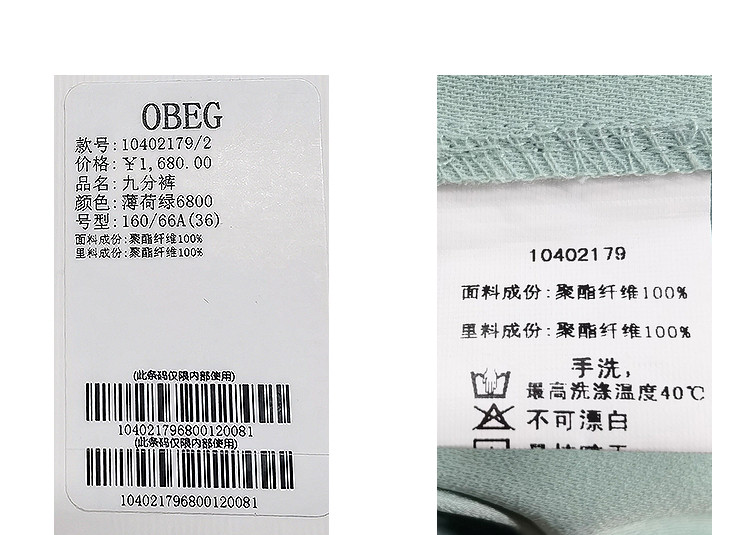 OBEG
款号:10402179/2
价格:¥1,680.00
品名:九分裤
颜色:薄荷绿6800
号型:160/66A(36)
面料成份:聚酯纤维100%
里料成份:聚酯纤维100%
(此条码仅限内部使用)
104021796800120081
(此条码仅限内部使用)
104021796800120081
10402179
面料成份:聚酯纤维100%
里料成份:聚酯纤维100%
手洗,
最高洗涤温度40℃
不可漂白